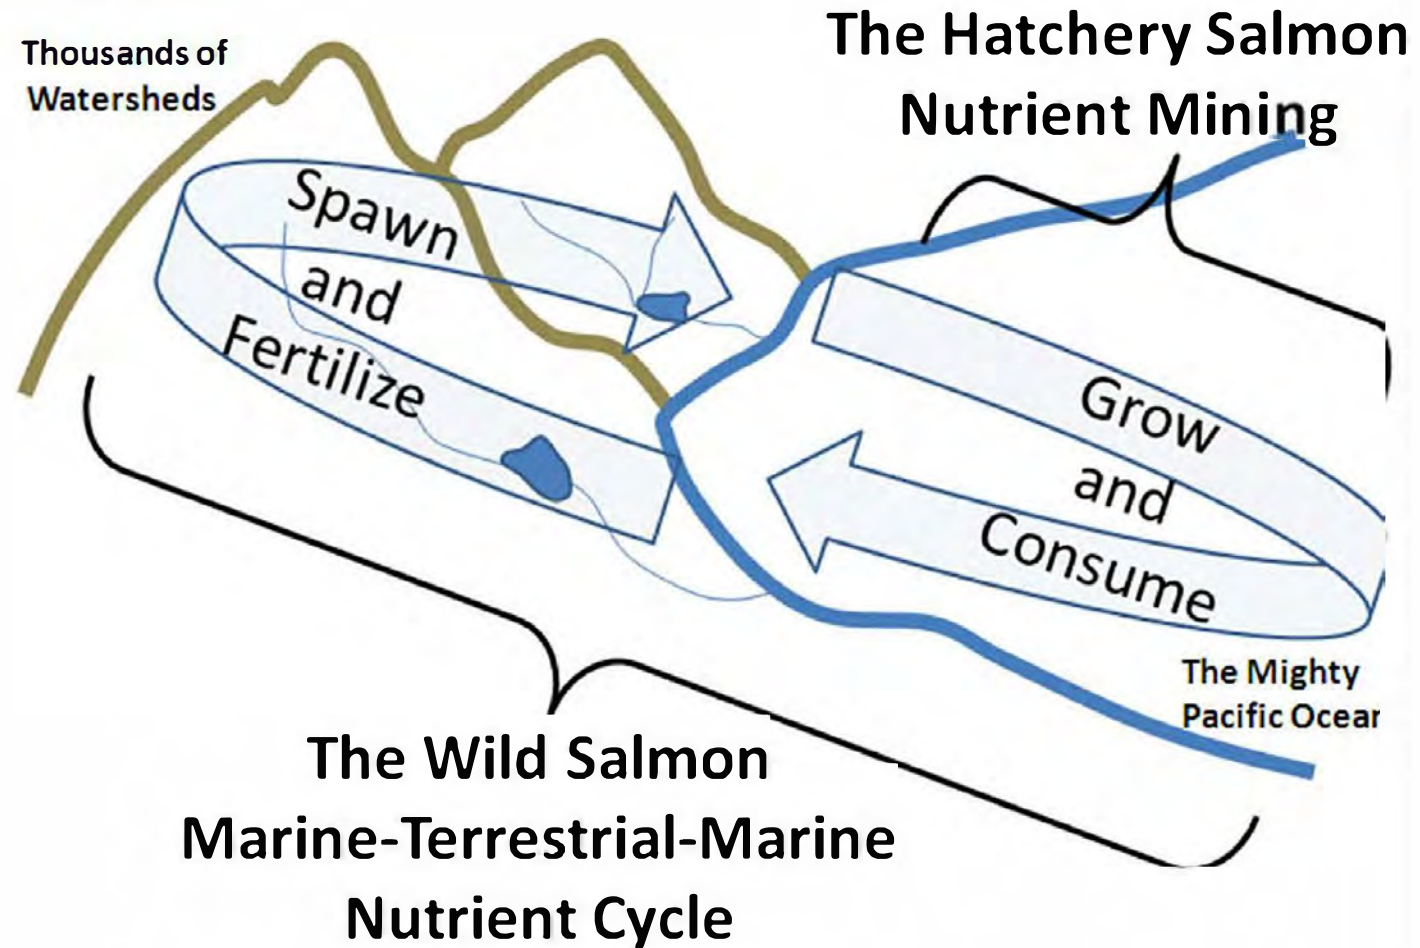 Thousands of
Watersheds
The Hatchery Salmon
Nutrient Mining
Spawn
and
Fertilize
Grow
and
Consume
The Mighty
Pacific Ocear
The Wild Salmon
Marine-Terrestrial-Marine
Nutrient Cycle